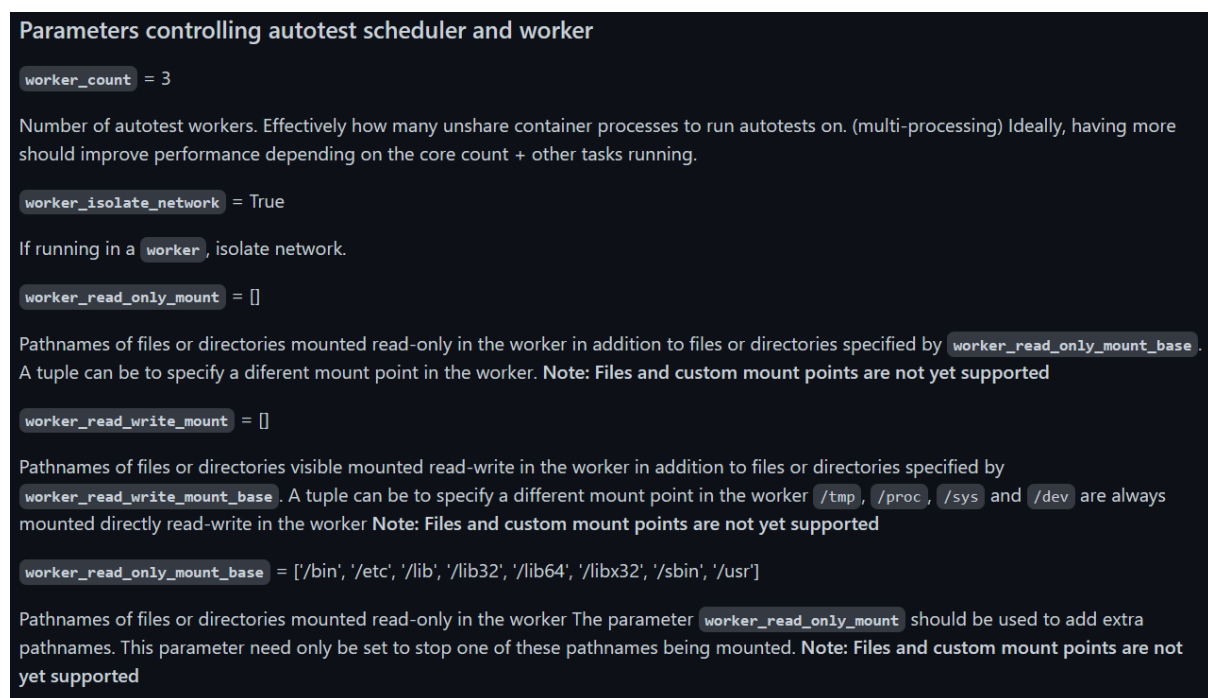 Parameters controlling autotest scheduler and worker
worker_count = 3
Number of autotest workers. Effectively how many unshare container processes to run autotests on. (multi-processing) Ideally, having more
should improve performance depending on the core count + other tasks running.
worker_isolate_network = True
If running in a worker, isolate network.
worker_read_only_mount = []
Pathnames of files or directories mounted read-only in the worker in addition to files or directories specified by worker_read_only_mount_base.
A tuple can be to specify a diferent mount point in the worker. Note: Files and custom mount points are not yet supported
worker_read_write_mount = []
Pathnames of files or directories visible mounted read-write in the worker in addition to files or directories specified by
worker_read_write_mount_base. A tuple can be to specify a different mount point in the worker /tmp, /proc, /sys and /dev are always
mounted directly read-write in the worker Note: Files and custom mount points are not yet supported
worker_read_only_mount_base = ['/bin', '/etc', '/lib', '/lib32', '/lib64', '/libx32', '/sbin', '/usr']
Pathnames of files or directories mounted read-only in the worker The parameter worker_read_only_mount should be used to add extra
pathnames. This parameter need only be set to stop one of these pathnames being mounted. Note: Files and custom mount points are not
yet supported